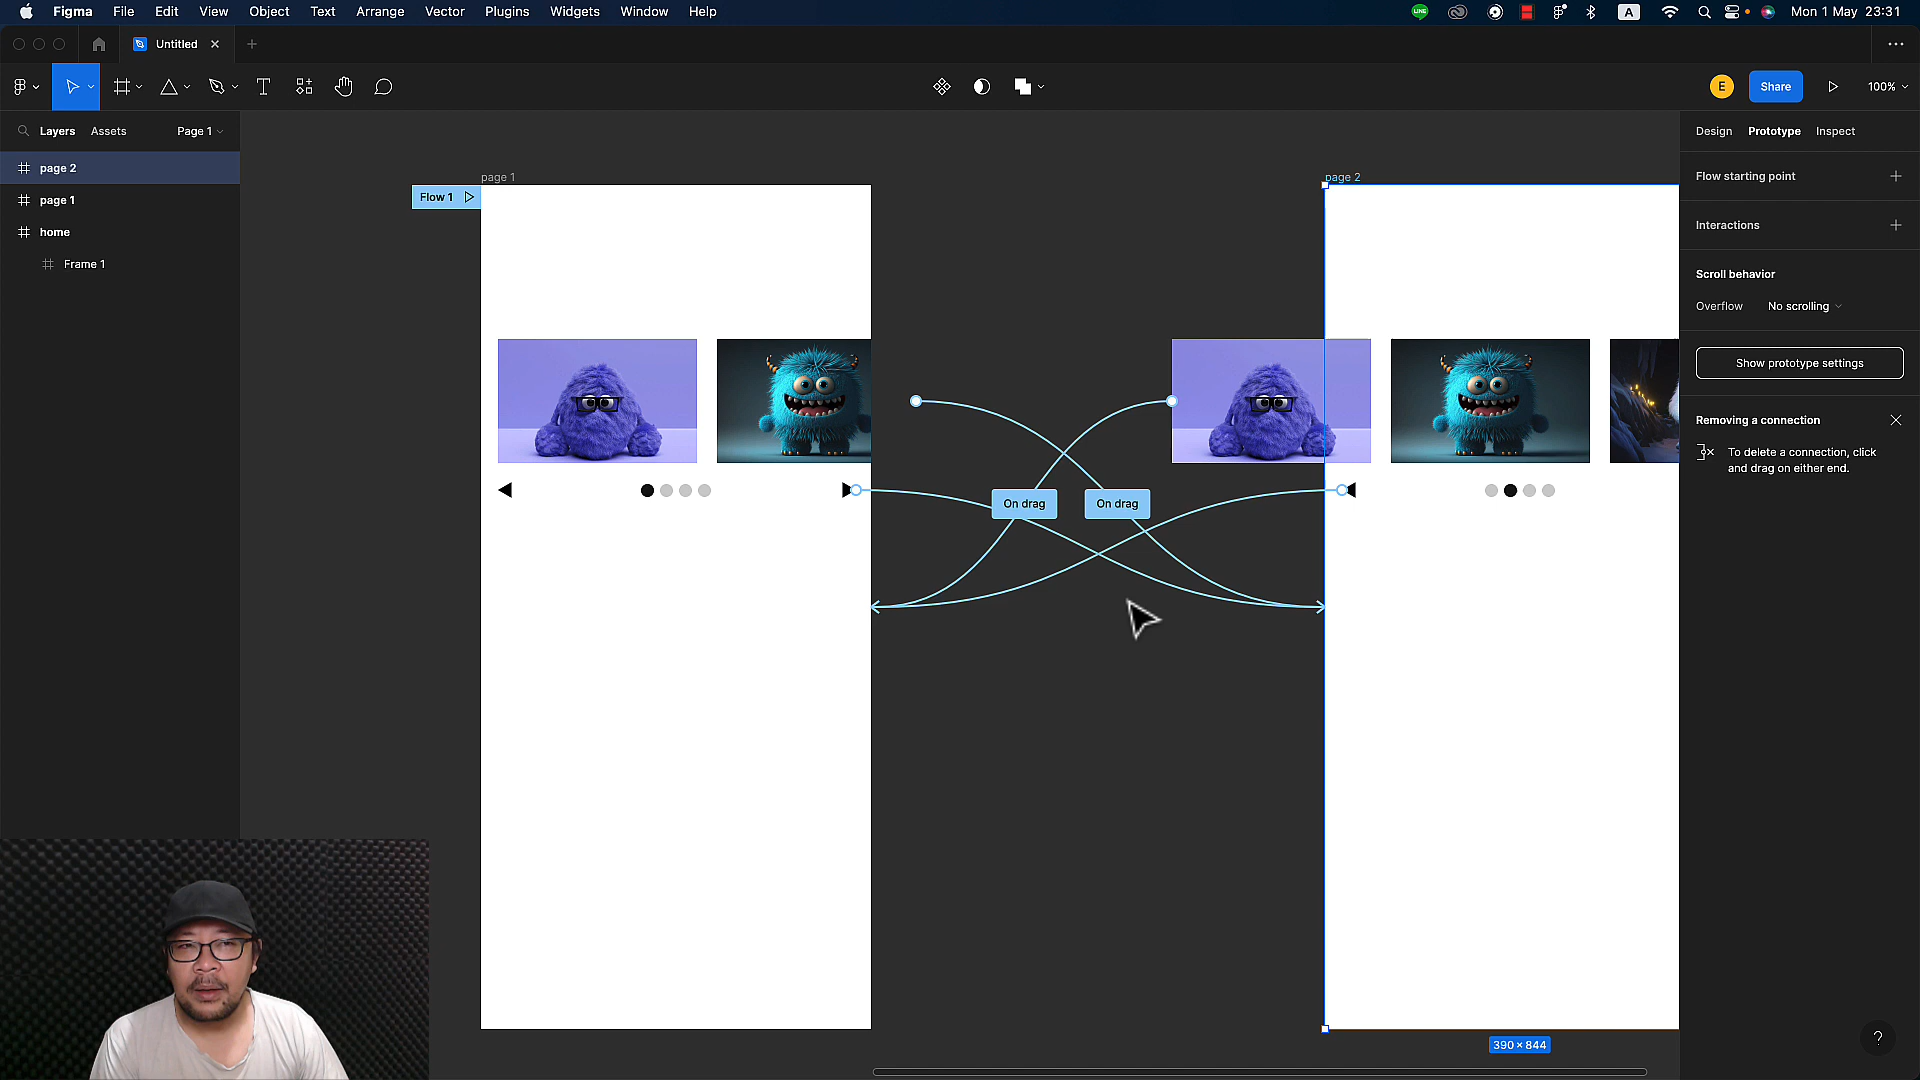 Figma File Edit View Object Text Arrange Vector Plugins Widgets Window Help
LINE
A
Mon 1 May 23:31
Untitled
E
Share
100%
Layers Assets Page 1
page 2
page 1
home
Frame 1
page 1
Flow 1
page 2
On drag
On drag
390 × 844
Design Prototype Inspect
Flow starting point
Interactions
Scroll behavior
Overflow No scrolling
Show prototype settings
Removing a connection
To delete a connection, click
and drag on either end.
?